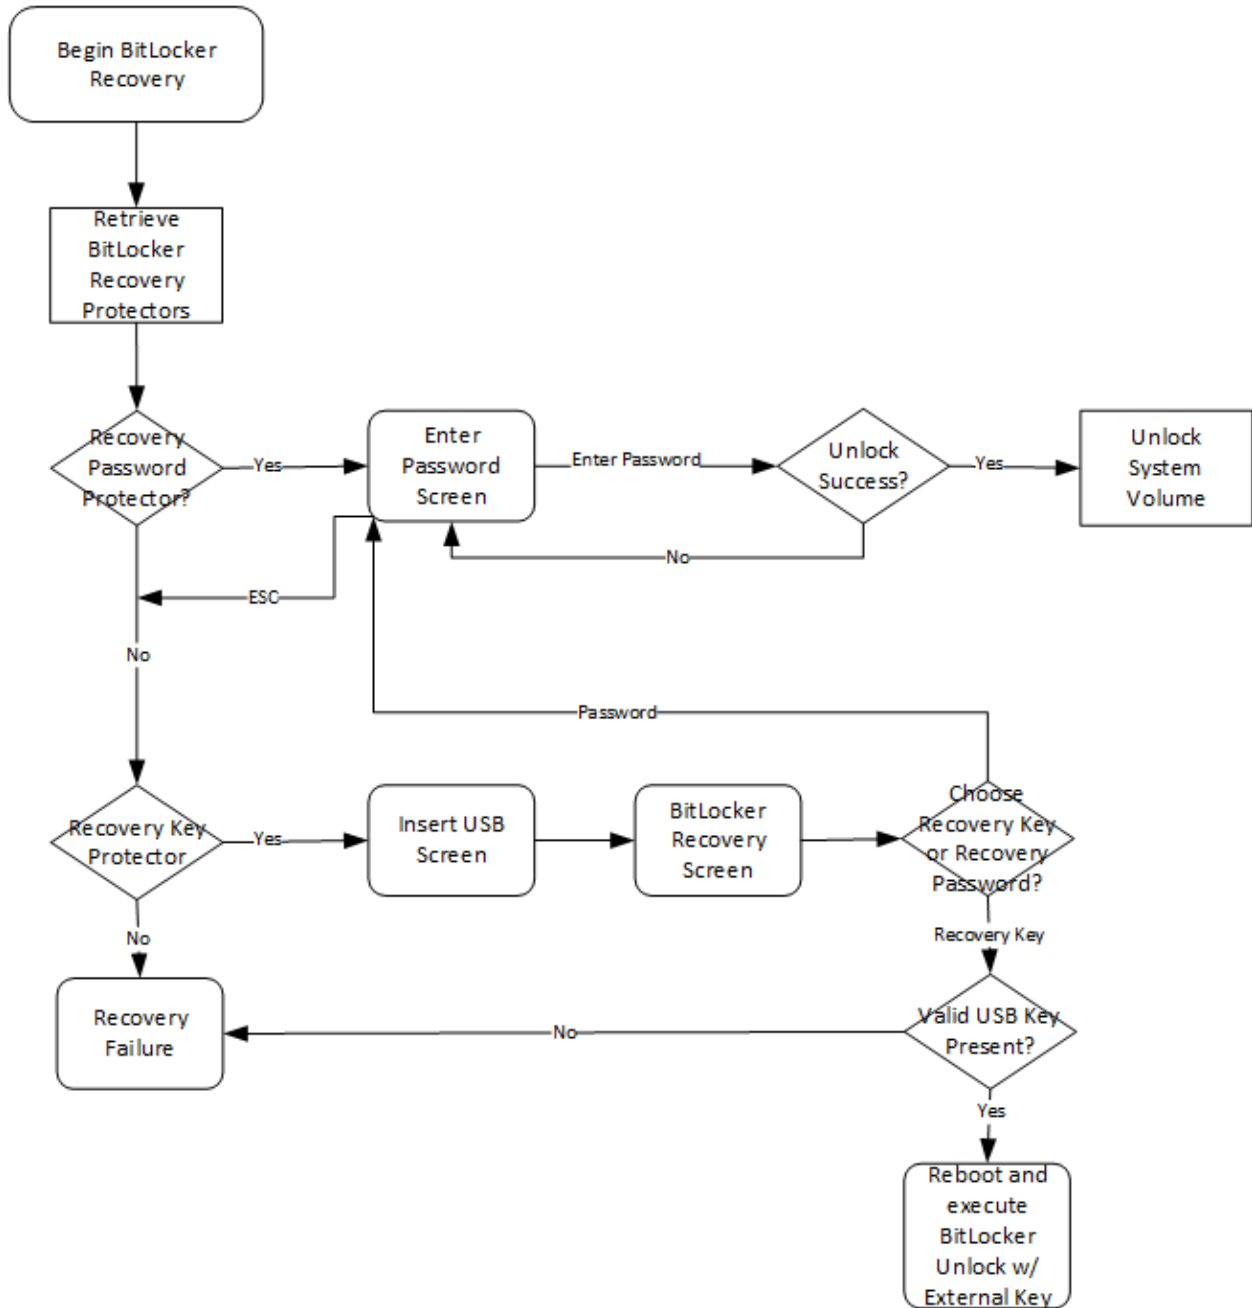 Begin BitLocker
Recovery
Retrieve
BitLocker
Recovery
Protectors
Recovery
Password
Protector?
Yes
Enter
Password
Screen
Enter Password
Unlock
Success?
Yes
Unlock
System
Volume
No
ESC
No
Password
Recovery Key
Protector
Yes
Insert USB
Screen
BitLocker
Recovery
Screen
Choose
Recovery Key
or Recovery
Password?
No
Recovery Key
Recovery
Failure
No
Valid USB Key
Present?
Yes
Reboot and
execute
BitLocker
Unlock w/
External Key